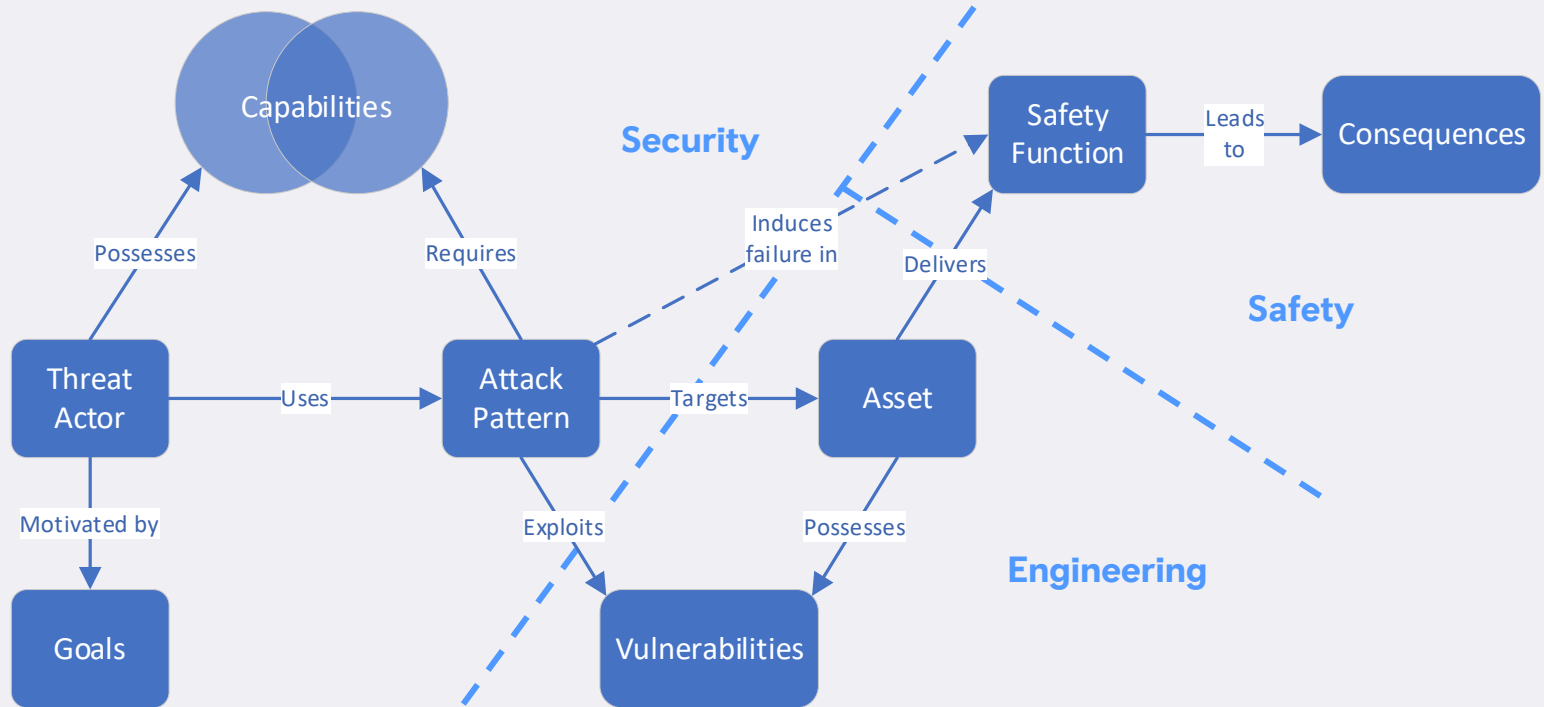 Capabilities
Security
Safety
Function
Leads
to
Consequences
Possesses
Requires
Induces
failure in
Delivers
Safety
Threat
Actor
Uses
Attack
Pattern
Targets
Asset
Motivated by
Exploits
Possesses
Engineering
Goals
Vulnerabilities